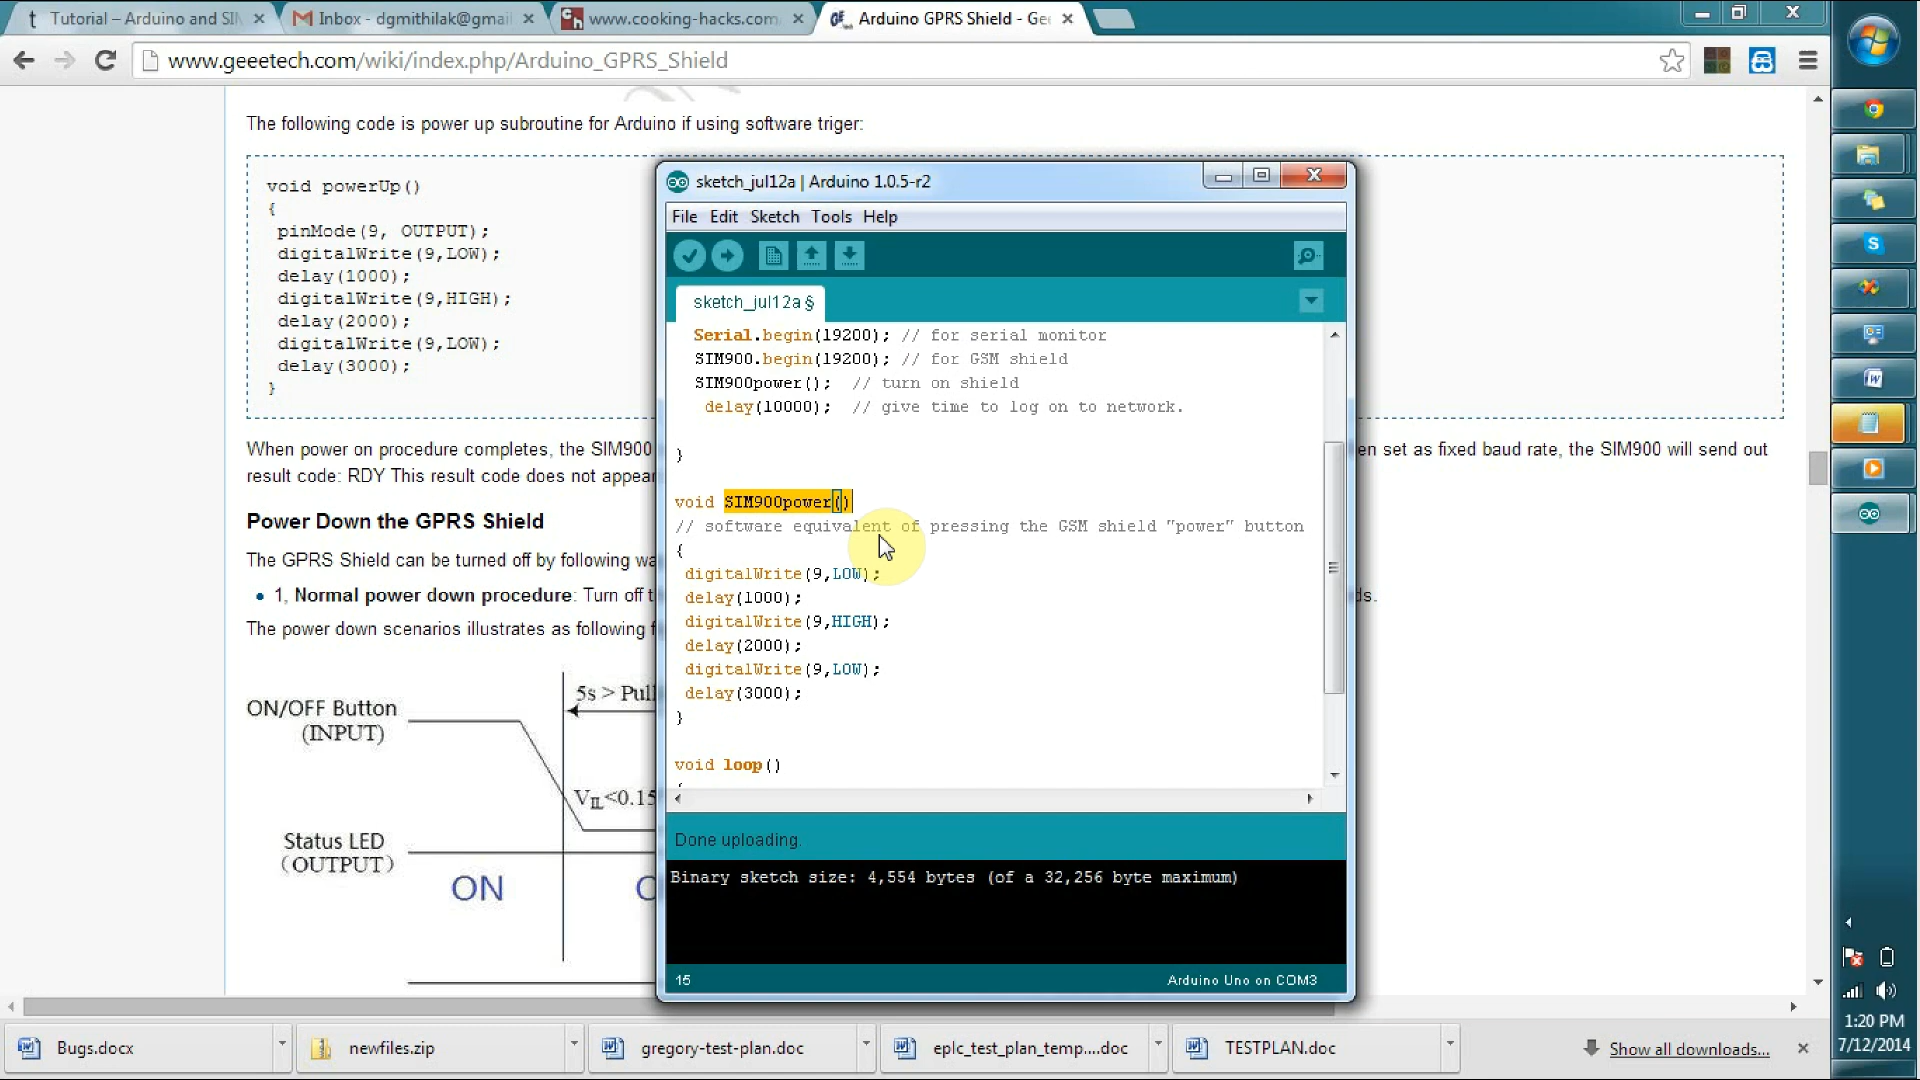 Tutorial – Arduino and SIM
Inbox - dgmithilak@gmail
www.cooking-hacks.com
Arduino GPRS Shield - Gee
www.geeetech.com/wiki/index.php/Arduino_GPRS_Shield
The following code is power up subroutine for Arduino if using software triger:
void powerUp()
{
pinMode(9, OUTPUT);
digitalWrite(9,LOW);
delay(1000);
digitalWrite(9,HIGH);
delay(2000);
digitalWrite(9,LOW);
delay(3000);
}
When power on procedure completes, the SIM900
en set as fixed baud rate, the SIM900 will send out
result code: RDY This result code does not appear
Power Down the GPRS Shield
The GPRS Shield can be turned off by following wa
1, Normal power down procedure: Turn off t
ds.
The power down scenarios illustrates as following f
ON/OFF Button
(INPUT)
5s > Pull
VIL<0.15
Status LED
(OUTPUT)
ON
sketch_jul12a | Arduino 1.0.5-r2
File Edit Sketch Tools Help
sketch_jul12a §
Serial.begin(19200); // for serial monitor
SIM900.begin(19200); // for GSM shield
SIM900power(); // turn on shield
delay(10000); // give time to log on to network.
}
void SIM900power()
// software equivalent of pressing the GSM shield "power" button
{
digitalWrite(9,LOW);
delay(1000);
digitalWrite(9,HIGH);
delay(2000);
digitalWrite(9,LOW);
delay(3000);
}
void loop()
Done uploading.
Binary sketch size: 4,554 bytes (of a 32,256 byte maximum)
15
Arduino Uno on COM3
1:20 PM
7/12/2014
Bugs.docx
newfiles.zip
gregory-test-plan.doc
eplc_test_plan_temp....doc
TESTPLAN.doc
Show all downloads...